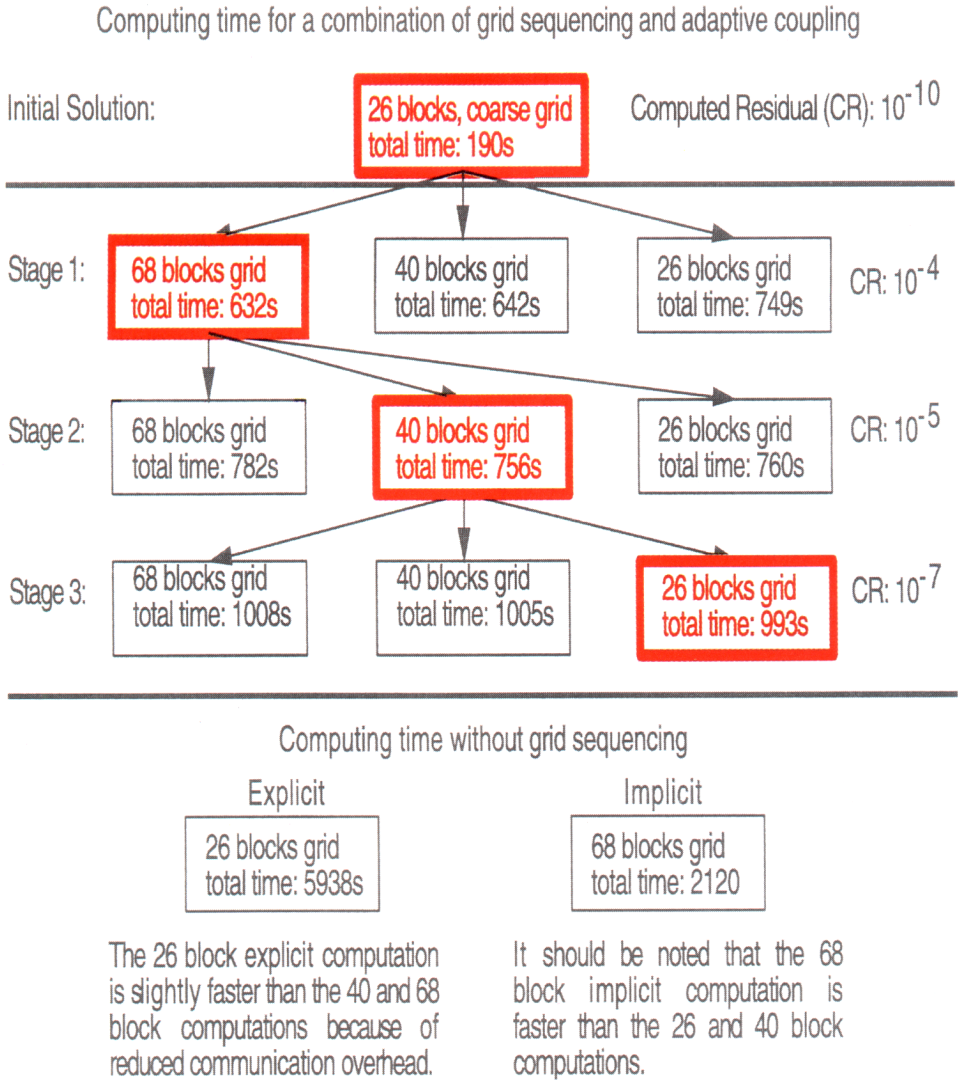 Computing time for a combination of grid sequencing and adaptive coupling
Initial Solution:
26 blocks, coarse grid
total time: 190s
Computed Residual (CR): 10^-10
Stage 1:
68 blocks grid
total time: 632s
40 blocks grid
total time: 642s
26 blocks grid
total time: 749s
CR: 10^-4
Stage 2:
68 blocks grid
total time: 782s
40 blocks grid
total time: 756s
26 blocks grid
total time: 760s
CR: 10^-5
Stage 3:
68 blocks grid
total time: 1008s
40 blocks grid
total time: 1005s
26 blocks grid
total time: 993s
CR: 10^-7
Computing time without grid sequencing
Explicit
26 blocks grid
total time: 5938s
The 26 block explicit computation
is slightly faster than the 40 and 68
block computations because of
reduced communication overhead.
Implicit
68 blocks grid
total time: 2120
It should be noted that the 68
block implicit computation is
faster than the 26 and 40 block
computations.